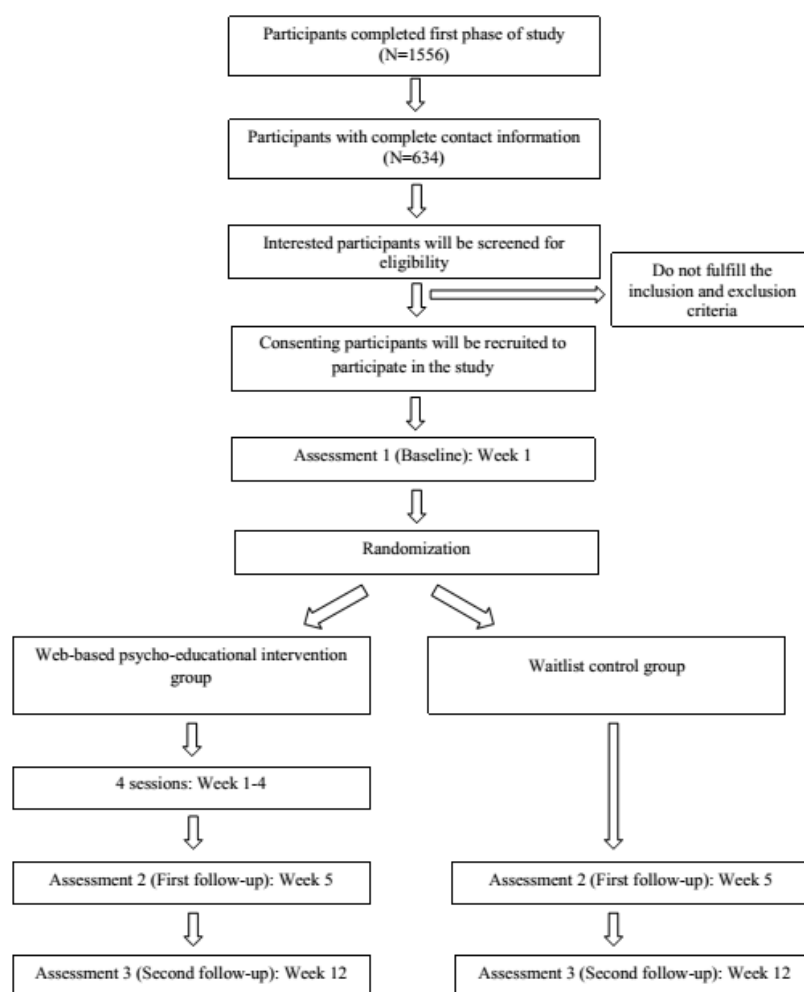 Participants completed first phase of study
(N=1556)
Participants with complete contact information
(N=634)
Interested participants will be screened for
eligibility
Do not fulfill the
inclusion and exclusion
criteria
Consenting participants will be recruited to
participate in the study
Assessment 1 (Baseline): Week 1
Randomization
Web-based psycho-educational intervention
group
Waitlist control group
4 sessions: Week 1-4
Assessment 2 (First follow-up): Week 5
Assessment 2 (First follow-up): Week 5
Assessment 3 (Second follow-up): Week 12
Assessment 3 (Second follow-up): Week 12